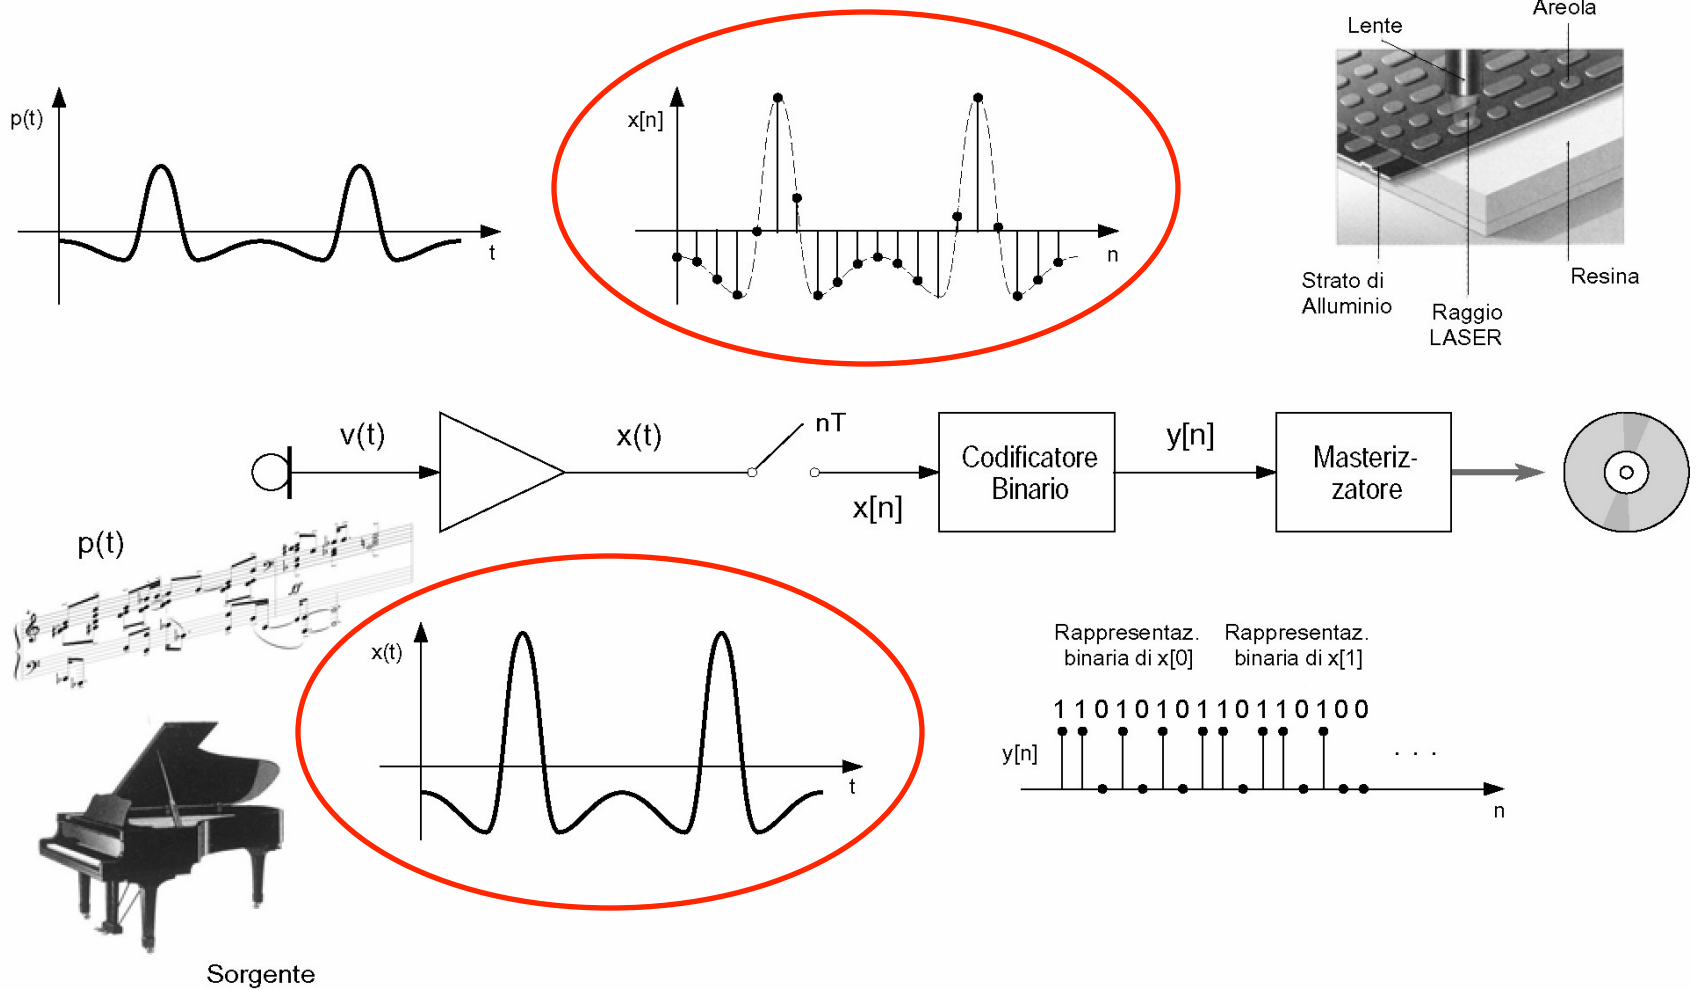 Areola
Lente
p(t)
t
x[n]
n
Strato di
Alluminio
Raggio
LASER
Resina
v(t)
x(t)
nT
x[n]
Codificatore
Binario
y[n]
Masteriz-
zatore
p(t)
ff
x(t)
t
Rappresentaz.
binaria di x[0]
Rappresentaz.
binaria di x[1]
1 1 0 1 0 1 0 1 1 0 1 1 0 1 0 0
y[n]
. . .
n
Sorgente